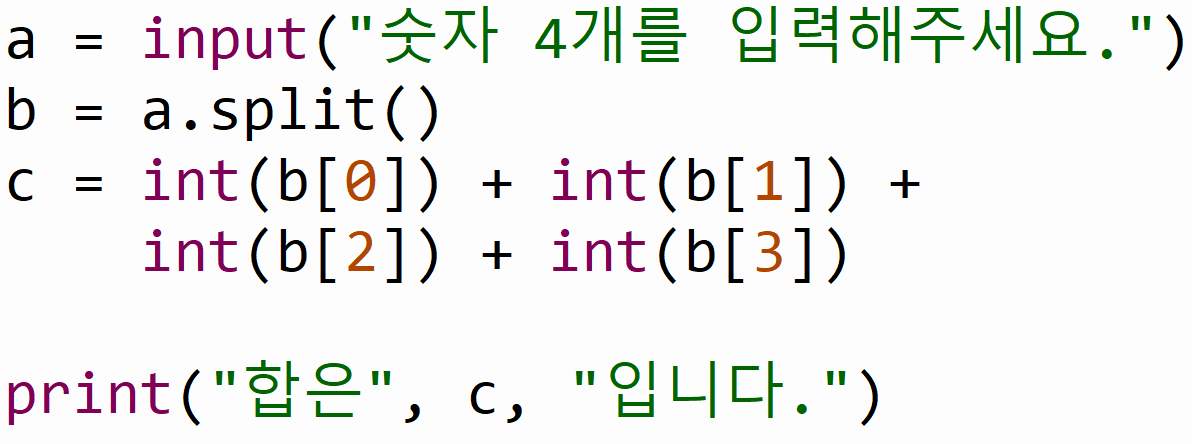 a = input("숫자 4개를 입력해주세요.")
b = a.split()
c = int(b[0]) + int(b[1]) +
    int(b[2]) + int(b[3])
print("합은", c, "입니다.")